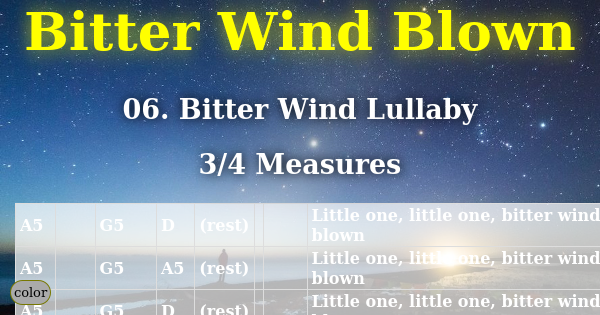 Bitter Wind Blown
06. Bitter Wind Lullaby
3/4 Measures
A5 G5 D (rest) Little one, little one, bitter wind
blown
A5 G5 A5 (rest) Little one, little one, bitter wind
blown
A5 G5 D (rest) Little one, little one, bitter wind
color